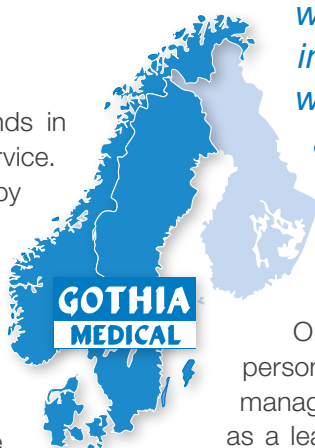 nds in
rvice.
by
GOTHIA
MEDICAL
person
manag
as a lea